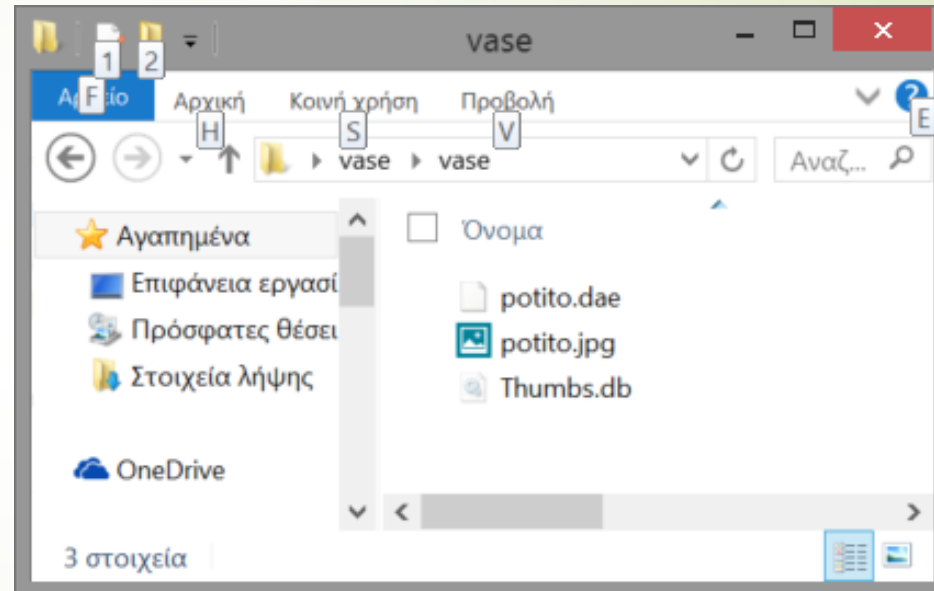 vase
1 2
Αρχείο Αρχική Κοινή χρήση Προβολή
F H S V E
vase vase Αναζ...
Αγαπημένα
Όνομα
Επιφάνεια εργασί
Πρόσφατες θέσει
Στοιχεία λήψης
potito.dae
potito.jpg
Thumbs.db
OneDrive
3 στοιχεία